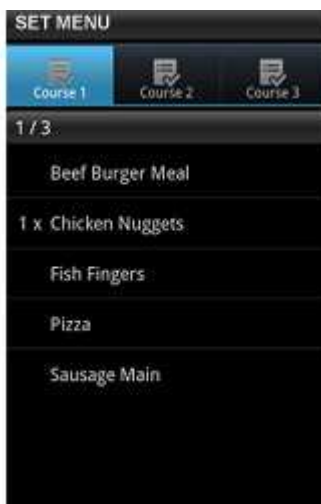 SET MENU
Course 1 Course 2 Course 3
1 / 3
Beef Burger Meal
1 x Chicken Nuggets
Fish Fingers
Pizza
Sausage Main